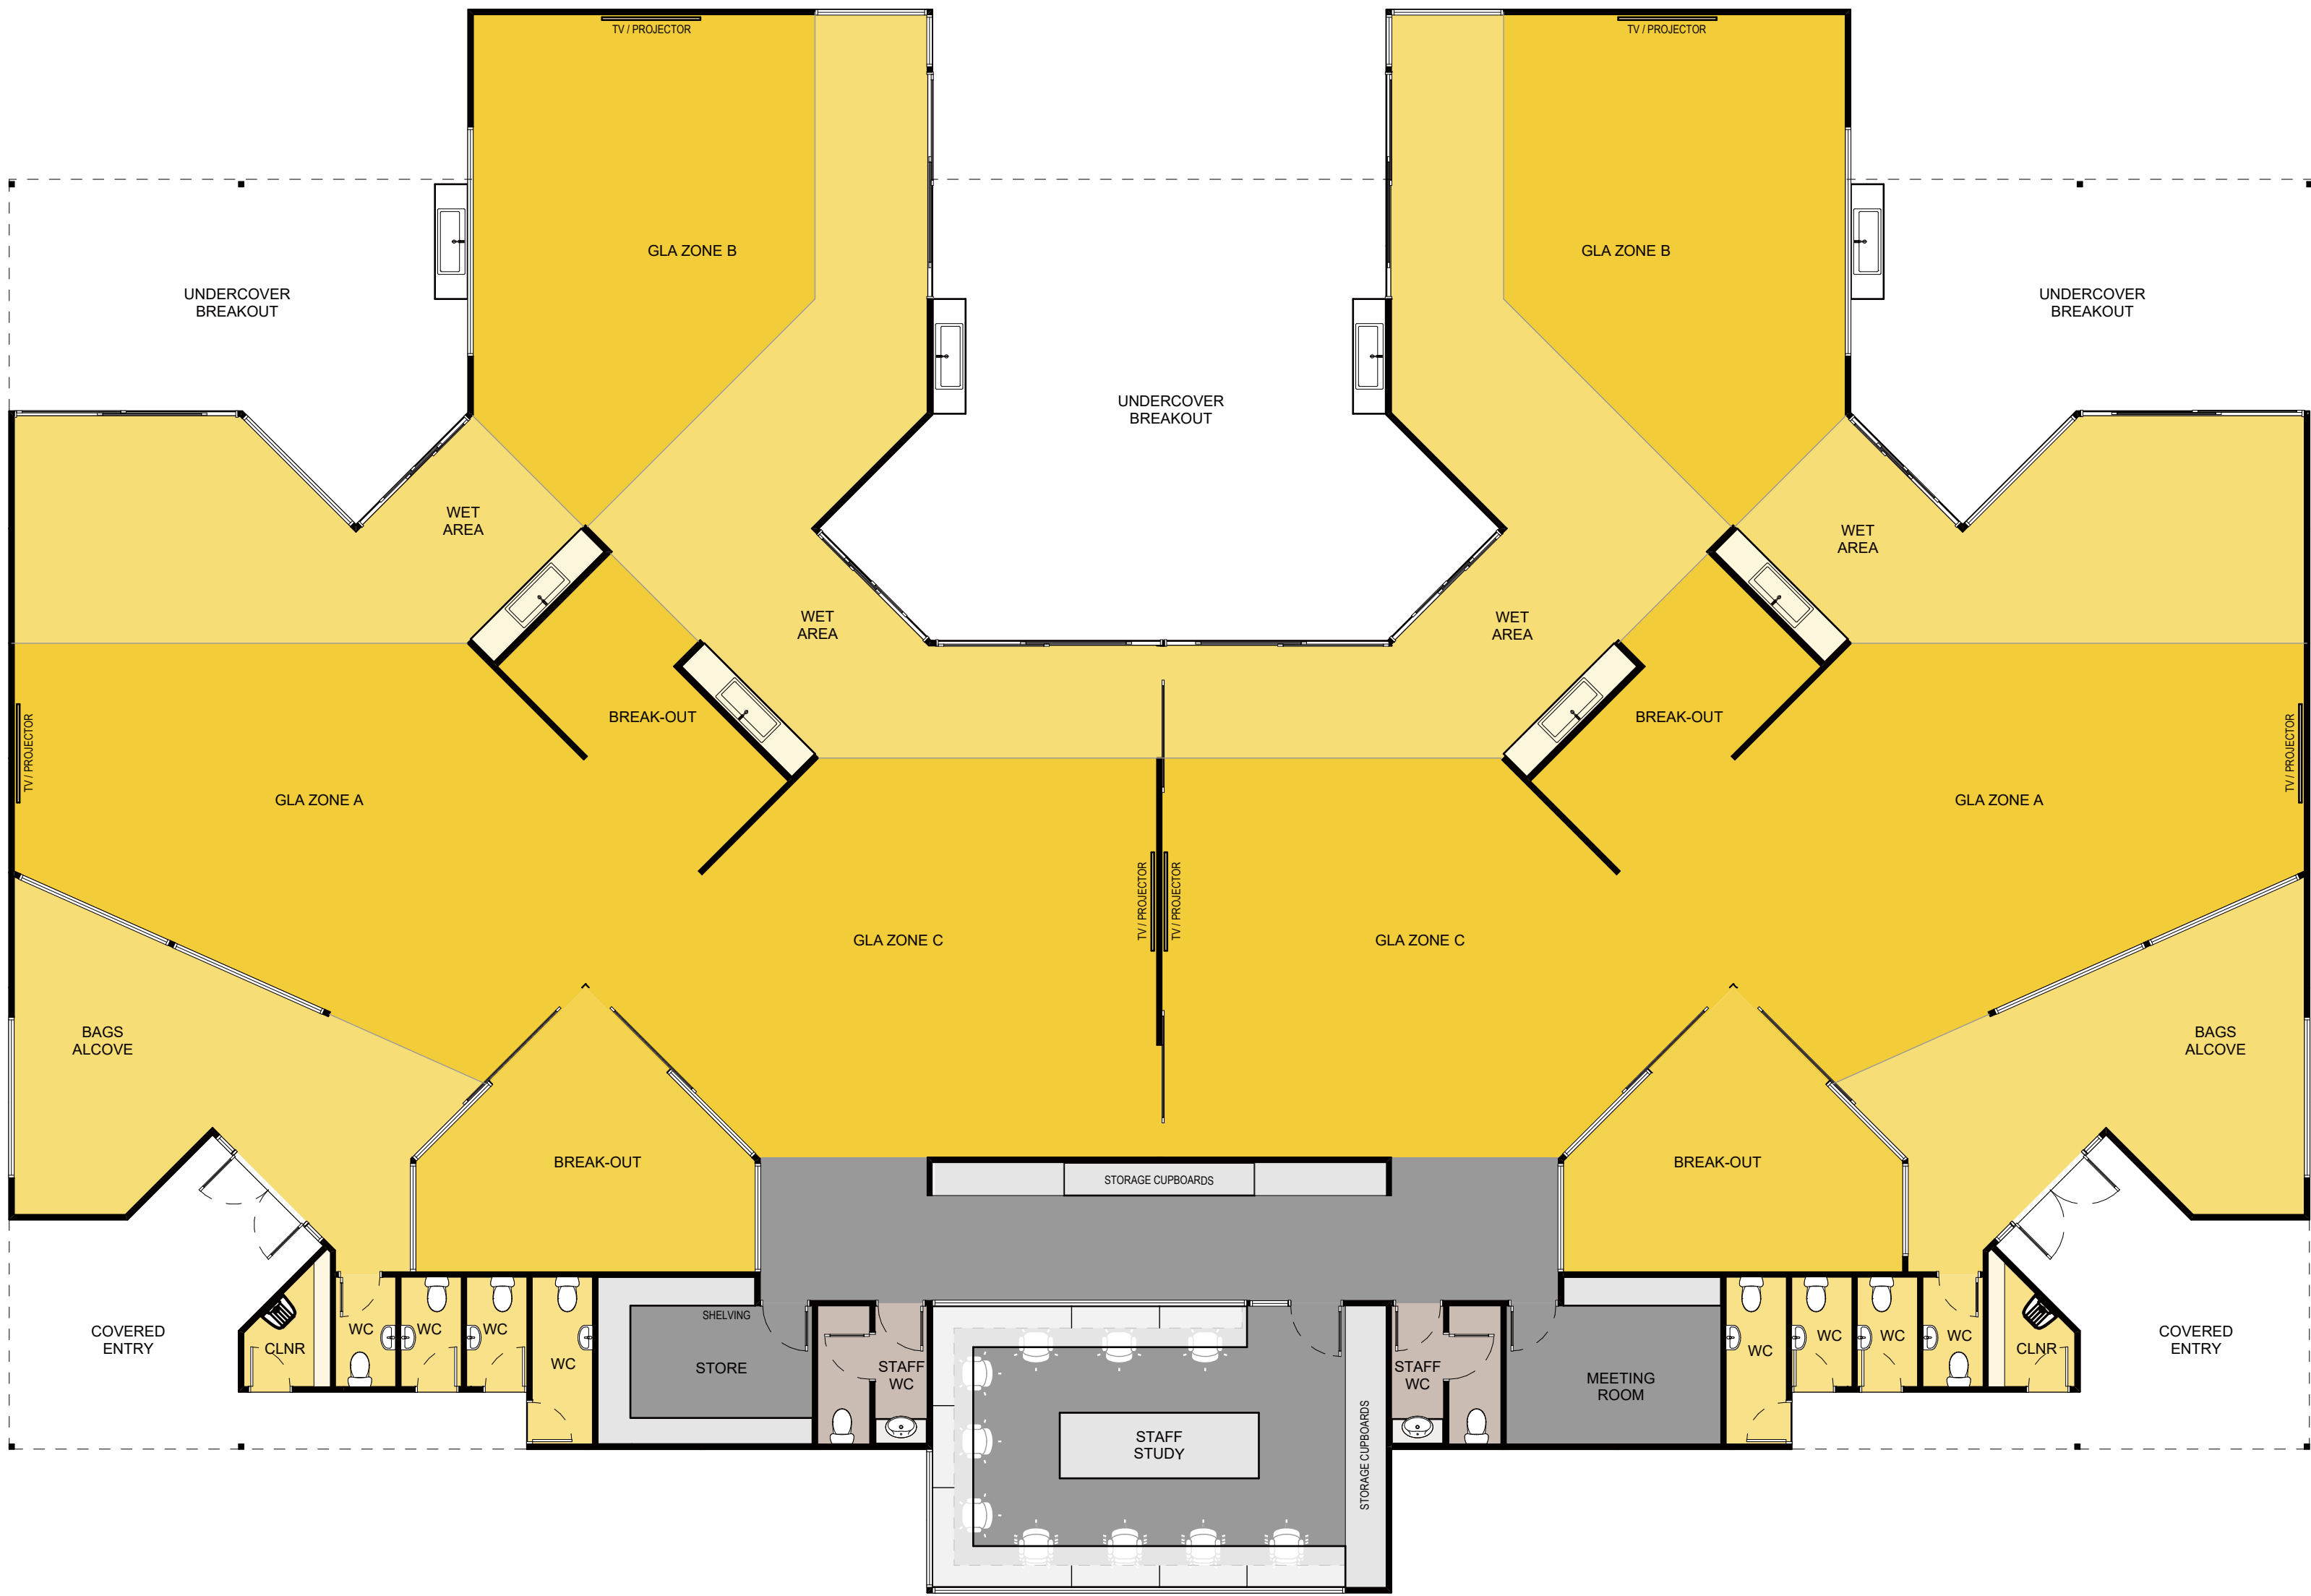 TV / PROJECTOR
TV / PROJECTOR
GLA ZONE B
GLA ZONE B
UNDERCOVER
BREAKOUT
UNDERCOVER
BREAKOUT
UNDERCOVER
BREAKOUT
WET
AREA
WET
AREA
WET
AREA
WET
AREA
BREAK-OUT
BREAK-OUT
TV / PROJECTOR
TV / PROJECTOR
GLA ZONE A
GLA ZONE A
TV / PROJECTOR
TV / PROJECTOR
GLA ZONE C
GLA ZONE C
BAGS
ALCOVE
BAGS
ALCOVE
BREAK-OUT
BREAK-OUT
STORAGE CUPBOARDS
SHELVING
COVERED
ENTRY
CLNR
WC
WC
WC
WC
STORE
STAFF
WC
STAFF
WC
MEETING
ROOM
WC
WC
WC
WC
CLNR
COVERED
ENTRY
STAFF
STUDY
STORAGE CUPBOARDS